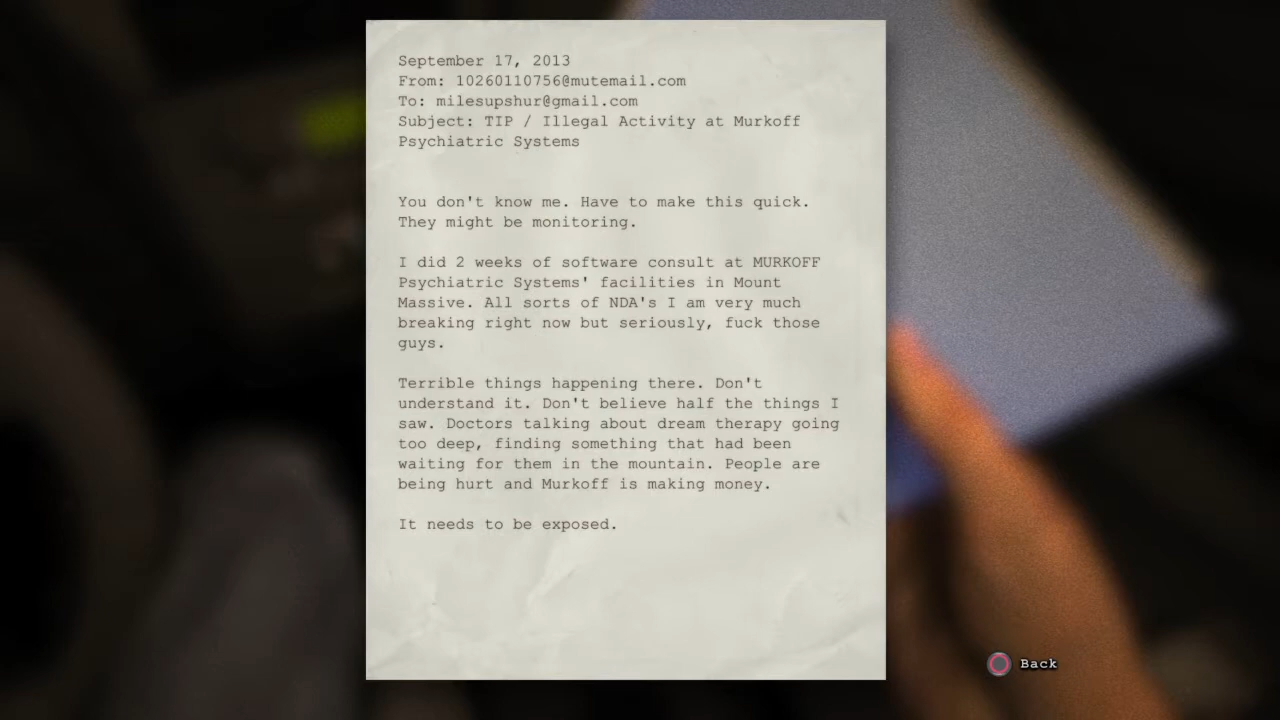 September 17, 2013
From: 10260110756@mutemail.com
To: milesupshur@gmail.com
Subject: TIP / Illegal Activity at Murkoff
Psychiatric Systems
You don't know me. Have to make this quick.
They might be monitoring.
I did 2 weeks of software consult at MURKOFF
Psychiatric Systems' facilities in Mount
Massive. All sorts of NDA's I am very much
breaking right now but seriously, fuck those
guys.
Terrible things happening there. Don't
understand it. Don't believe half the things I
saw. Doctors talking about dream therapy going
too deep, finding something that had been
waiting for them in the mountain. People are
being hurt and Murkoff is making money.
It needs to be exposed.
Back